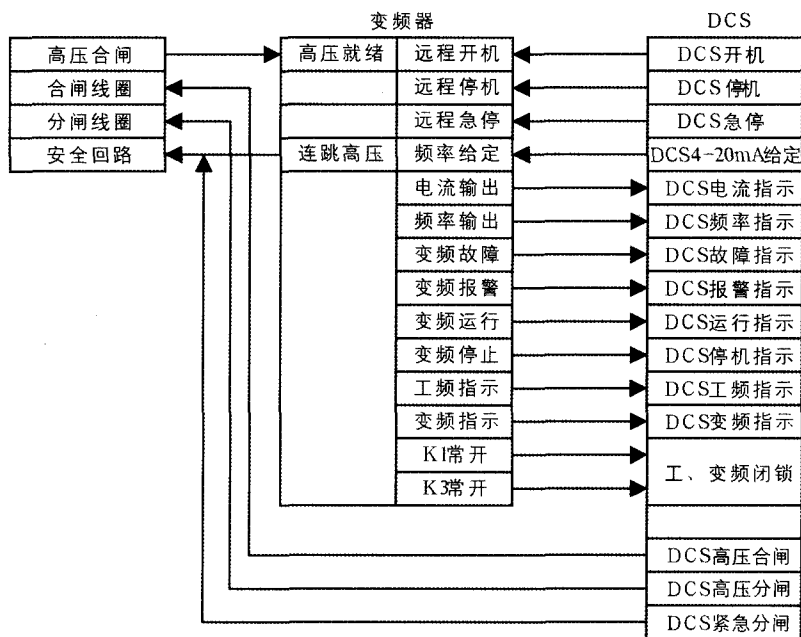 变频器 DCS
高压合闸 高压就绪 远程开机 DCS开机
合闸线圈 远程停机 DCS停机
分闸线圈 远程急停 DCS急停
安全回路 连跳高压 频率给定 DCS4-20mA给定
电流输出 DCS电流指示
频率输出 DCS频率指示
变频故障 DCS故障指示
变频报警 DCS报警指示
变频运行 DCS运行指示
变频停止 DCS停机指示
工频指示 DCS工频指示
变频指示 DCS变频指示
K1常开 工、变频闭锁
K3常开
DCS高压合闸
DCS高压分闸
DCS紧急分闸